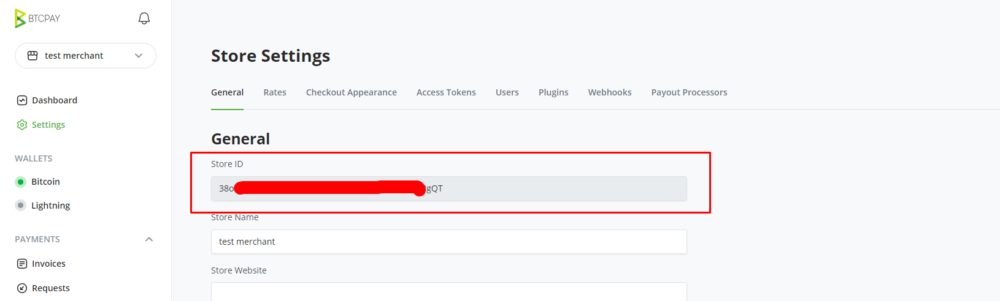 BTCPAY
test merchant
Dashboard
Settings
WALLETS
Bitcoin
Lightning
PAYMENTS
Invoices
Requests
Store Settings
General Rates Checkout Appearance Access Tokens Users Plugins Webhooks Payout Processors
General
Store ID
38o gQT
Store Name
test merchant
Store Website